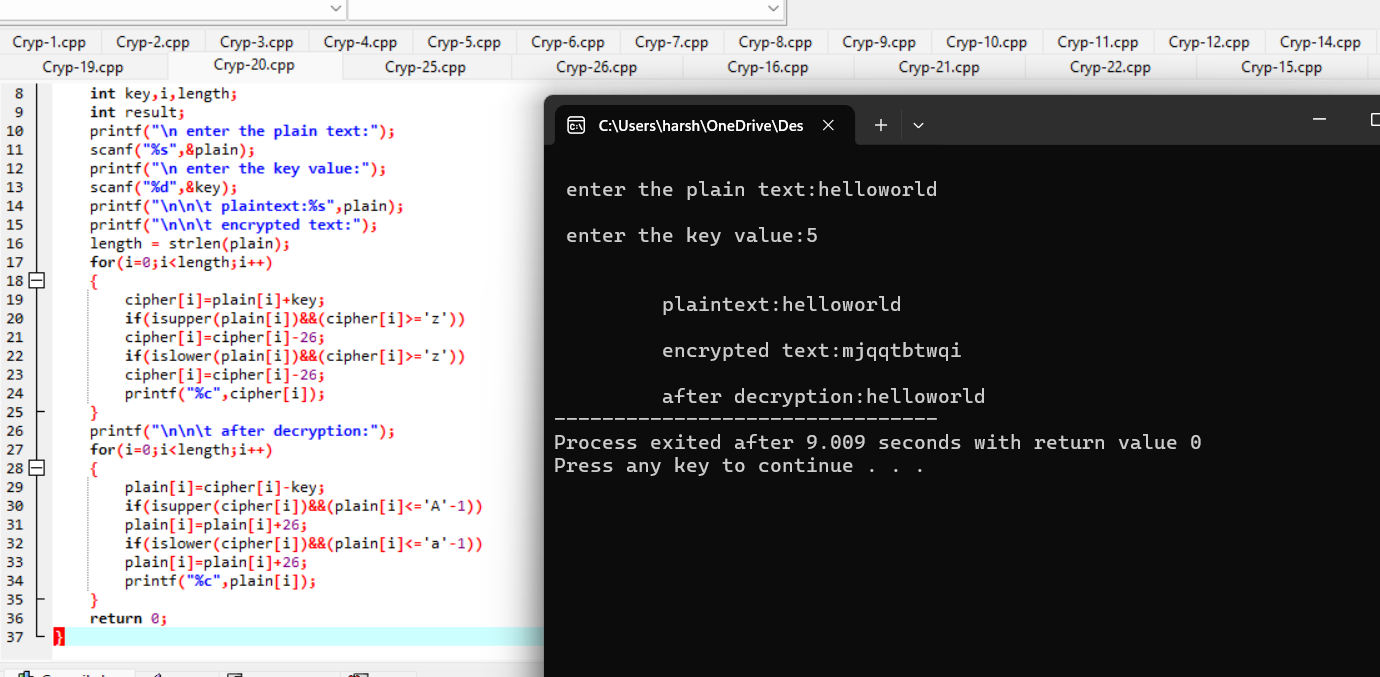 Cryp-1.cpp Cryp-2.cpp Cryp-3.cpp Cryp-4.cpp Cryp-5.cpp Cryp-6.cpp Cryp-7.cpp Cryp-8.cpp Cryp-9.cpp Cryp-10.cpp Cryp-11.cpp Cryp-12.cpp Cryp-14.cpp
Cryp-19.cpp Cryp-20.cpp Cryp-25.cpp Cryp-26.cpp Cryp-16.cpp Cryp-21.cpp Cryp-22.cpp Cryp-15.cpp
8 int key,i,length;
9 int result;
10 printf("\n enter the plain text:");
11 scanf("%s",&plain);
12 printf("\n enter the key value:");
13 scanf("%d",&key);
14 printf("\n\n\t plaintext:%s",plain);
15 printf("\n\n\t encrypted text:");
16 length = strlen(plain);
17 for(i=0;i<length;i++)
18 {
19 cipher[i]=plain[i]+key;
20 if(isupper(plain[i])&&(cipher[i]>='z'))
21 cipher[i]=cipher[i]-26;
22 if(islower(plain[i])&&(cipher[i]>='z'))
23 cipher[i]=cipher[i]-26;
24 printf("%c",cipher[i]);
25 }
26 printf("\n\n\t after decryption:");
27 for(i=0;i<length;i++)
28 {
29 plain[i]=cipher[i]-key;
30 if(isupper(cipher[i])&&(plain[i]<='A'-1))
31 plain[i]=plain[i]+26;
32 if(islower(cipher[i])&&(plain[i]<='a'-1))
33 plain[i]=plain[i]+26;
34 printf("%c",plain[i]);
35 }
36 return 0;
37 }
C:\Users\harsh\OneDrive\Des
enter the plain text:helloworld
enter the key value:5
plaintext:helloworld
encrypted text:mjqqtbtwqi
after decryption:helloworld
--------------------------------
Process exited after 9.009 seconds with return value 0
Press any key to continue . . .